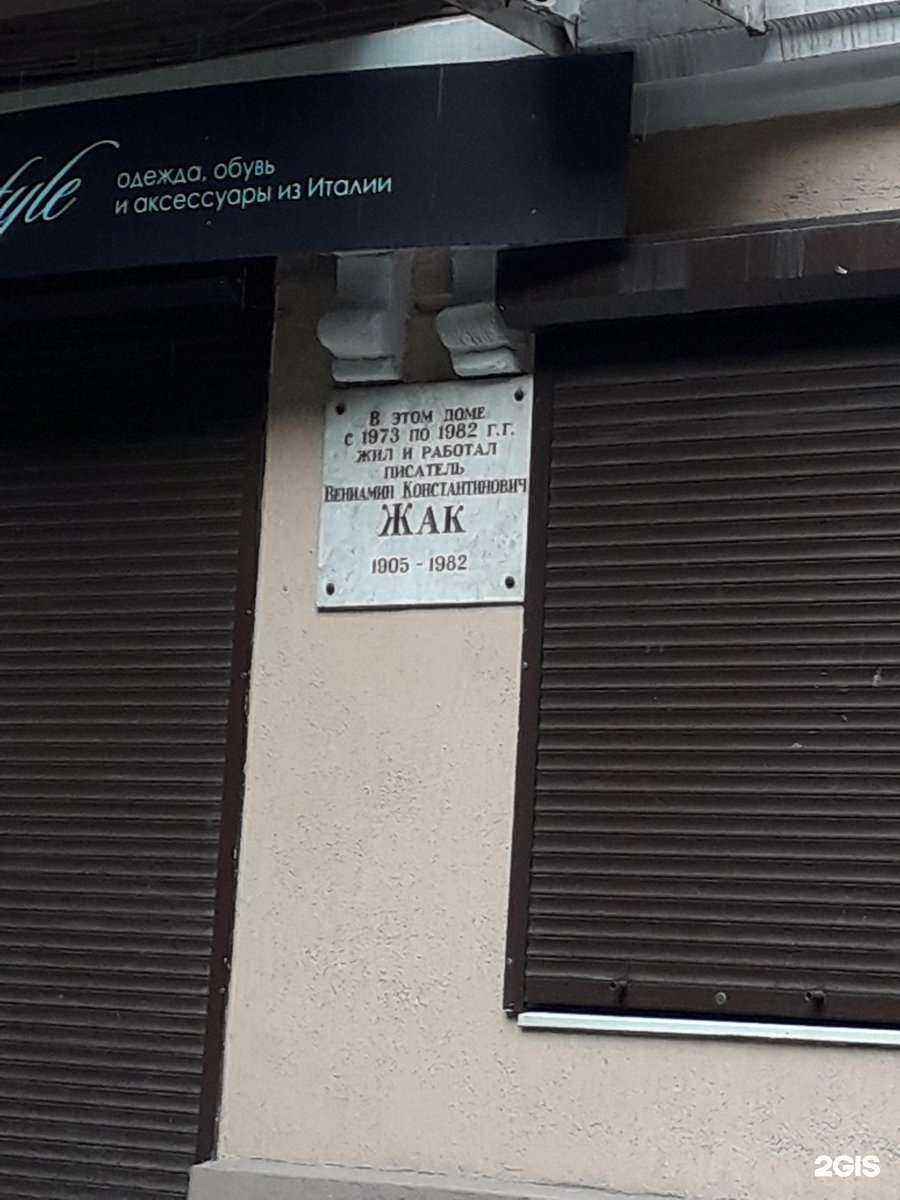 одежда, обувь
и аксессуары из Италии
В ЭТОМ ДОМЕ
С 1973 ПО 1982 Г.Г.
ЖИЛ И РАБОТАЛ
ПИСАТЕЛЬ
ВЕНИАМИН КОНСТАНТИНОВИЧ
ЖАК
1905 - 1982
2GIS